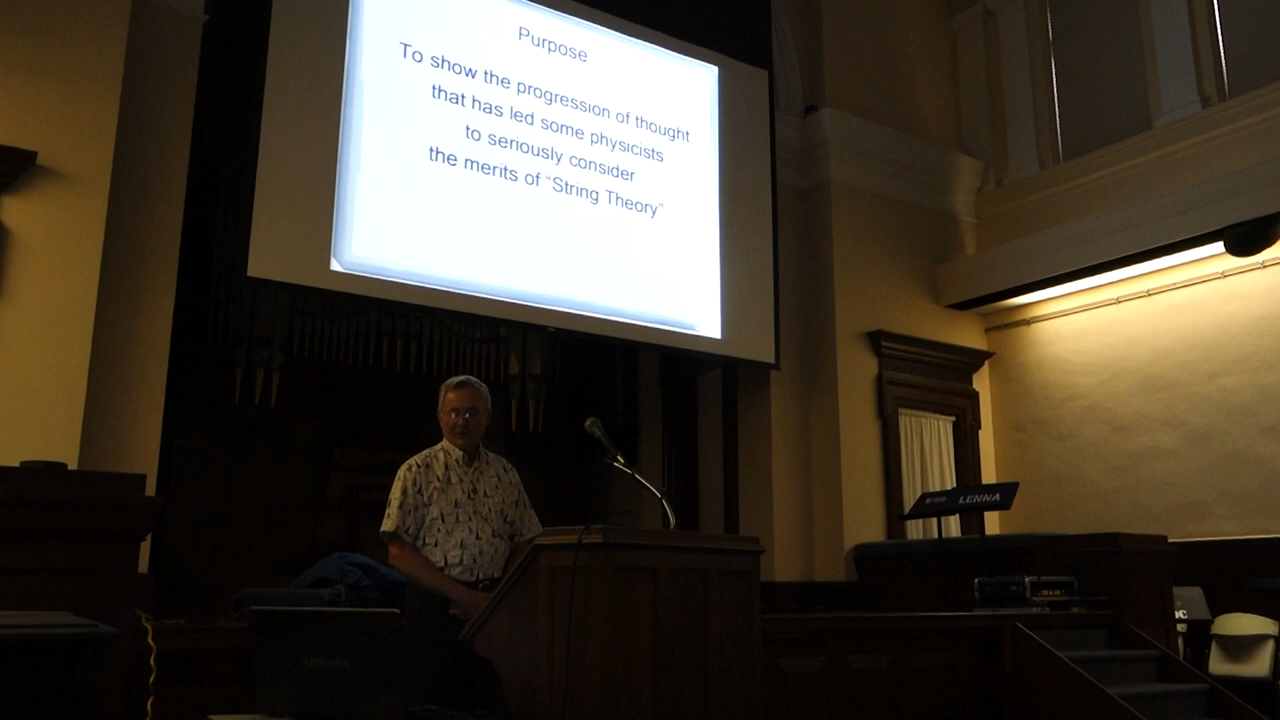 Purpose
To show the progression of thought
that has led some physicists
to seriously consider
the merits of “String Theory”
LENNA
TOSHIBA